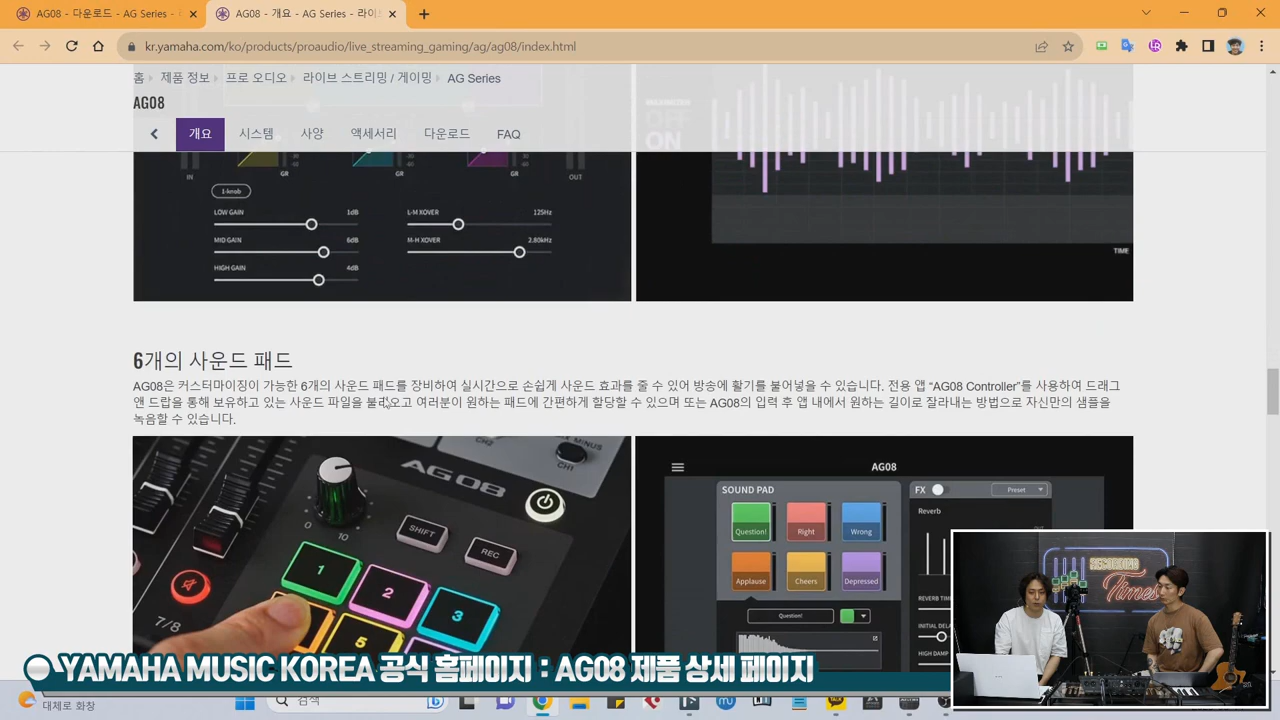 AG08 - 다운로드 - AG Series -
AG08 - 개요 - AG Series - 라이
kr.yamaha.com/ko/products/proaudio/live_streaming_gaming/ag/ag08/index.html
홈 제품 정보 프로 오디오 라이브 스트리밍 / 게이밍 AG Series
AG08
개요 시스템 사양 액세서리 다운로드 FAQ
OFF
ON
IN GR GR GR OUT
1-knob
LOW GAIN 1dB L-M XOVER 125Hz
MID GAIN 6dB M-H XOVER 2.80kHz
HIGH GAIN 4dB
TIME
6개의 사운드 패드
AG08은 커스터마이징이 가능한 6개의 사운드 패드를 장비하여 실시간으로 손쉽게 사운드 효과를 줄 수 있어 방송에 활기를 불어넣을 수 있습니다. 전용 앱 “AG08 Controller”를 사용하여 드래그
앤 드랍을 통해 보유하고 있는 사운드 파일을 불러오고 여러분이 원하는 패드에 간편하게 할당할 수 있으며 또는 AG08의 입력 후 앱 내에서 원하는 길이로 잘라내는 방법으로 자신만의 샘플을
녹음할 수 있습니다.
AG08
CH1
0 10
SHIFT
REC
1 2 3
5
7/8
AG08
SOUND PAD
Question! Right Wrong
Applause Cheers Depressed
Question!
FX Preset
Reverb
REVERB TIME
INITIAL DELA
HIGH DAMP
RECORDING
Times
YAMAHA MUSIC KOREA 공식 홈페이지 : AG08 제품 상세 페이지
대체로 화창
검색